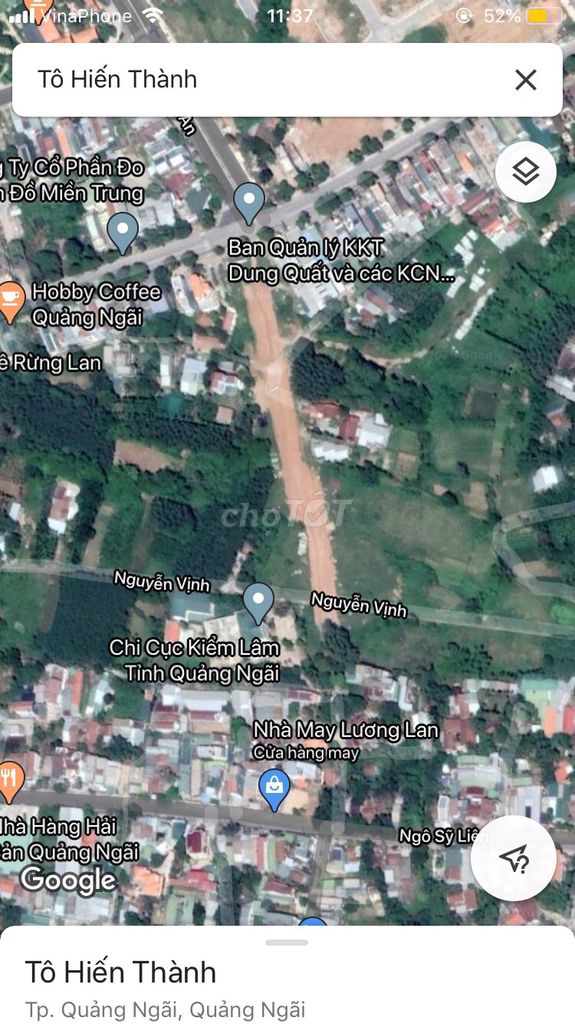 VinaPhone 11:37 52%
Tô Hiến Thành
Ty Cổ Phần Đo
Đồ Miền Trung
Ban Quản lý KKT
Dung Quất và các KCN...
Hobby Coffee
Quảng Ngãi
Rừng Lan
chợTỐT
Nguyễn Vịnh
Nguyễn Vịnh
Chi Cục Kiểm Lâm
Tỉnh Quảng Ngãi
Nhà May Lương Lan
Cửa hàng may
Hàng Hải
Quảng Ngãi
Ngô Sỹ
Google
Tô Hiến Thành
Tp. Quảng Ngãi, Quảng Ngãi